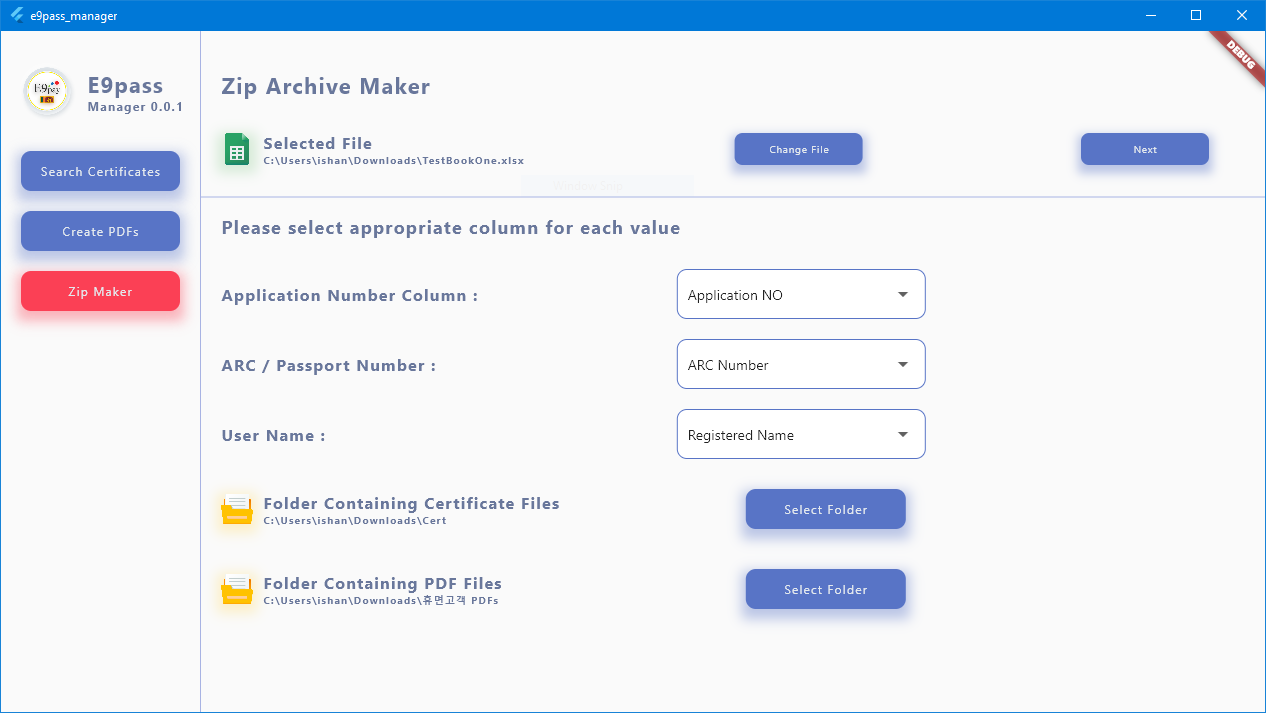 e9pass_manager
DEBUG
E9pay
E9pass
Manager 0.0.1
Search Certificates
Create PDFs
Zip Maker
Zip Archive Maker
Selected File
C:\Users\ishan\Downloads\TestBookOne.xlsx
Change File
Next
Window Snip
Please select appropriate column for each value
Application Number Column :
Application NO
ARC / Passport Number :
ARC Number
User Name :
Registered Name
Folder Containing Certificate Files
C:\Users\ishan\Downloads\Cert
Select Folder
Folder Containing PDF Files
C:\Users\ishan\Downloads\휴면고객 PDFs
Select Folder